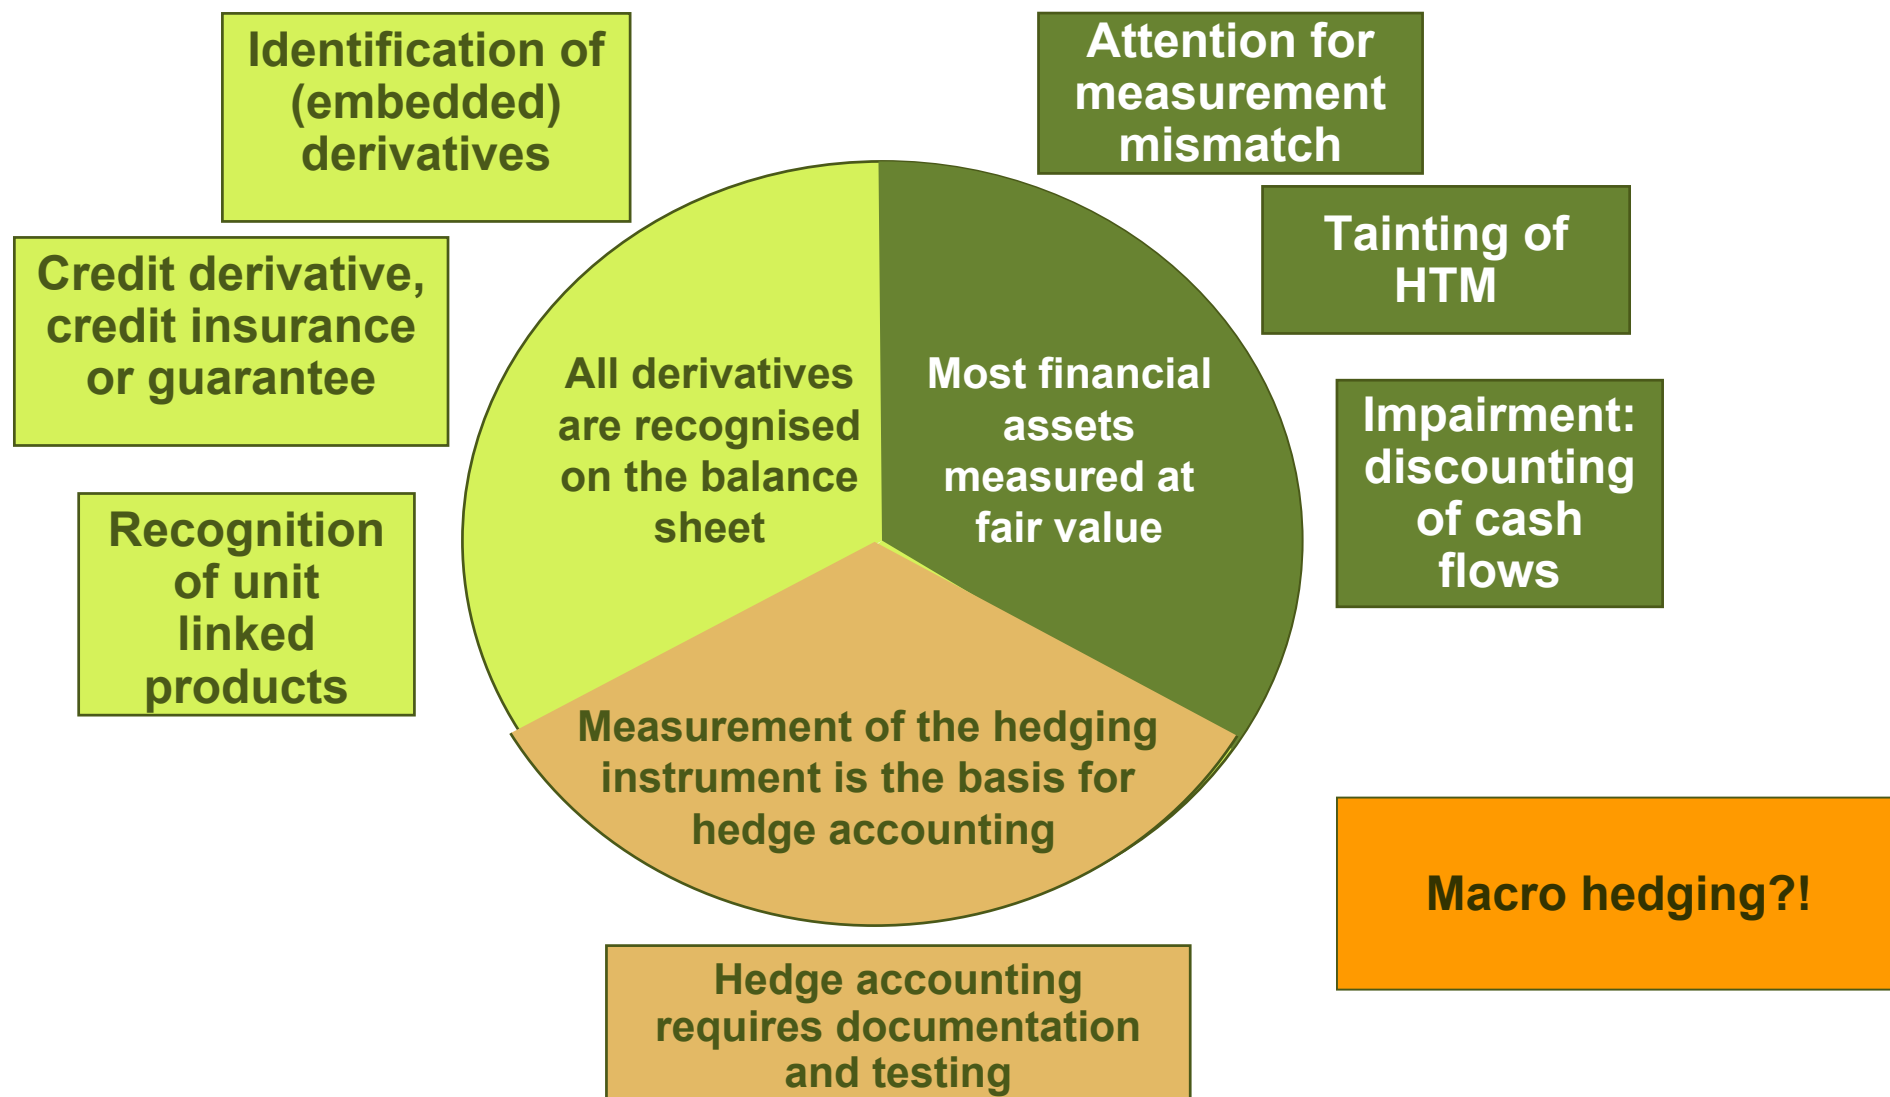 Identification of
(embedded)
derivatives
Attention for
measurement
mismatch
Tainting of
HTM
Credit derivative,
credit insurance
or guarantee
All derivatives
are recognised
on the balance
sheet
Most financial
assets
measured at
fair value
Impairment:
discounting
of cash
flows
Recognition
of unit
linked
products
Measurement of the hedging
instrument is the basis for
hedge accounting
Macro hedging?!
Hedge accounting
requires documentation
and testing